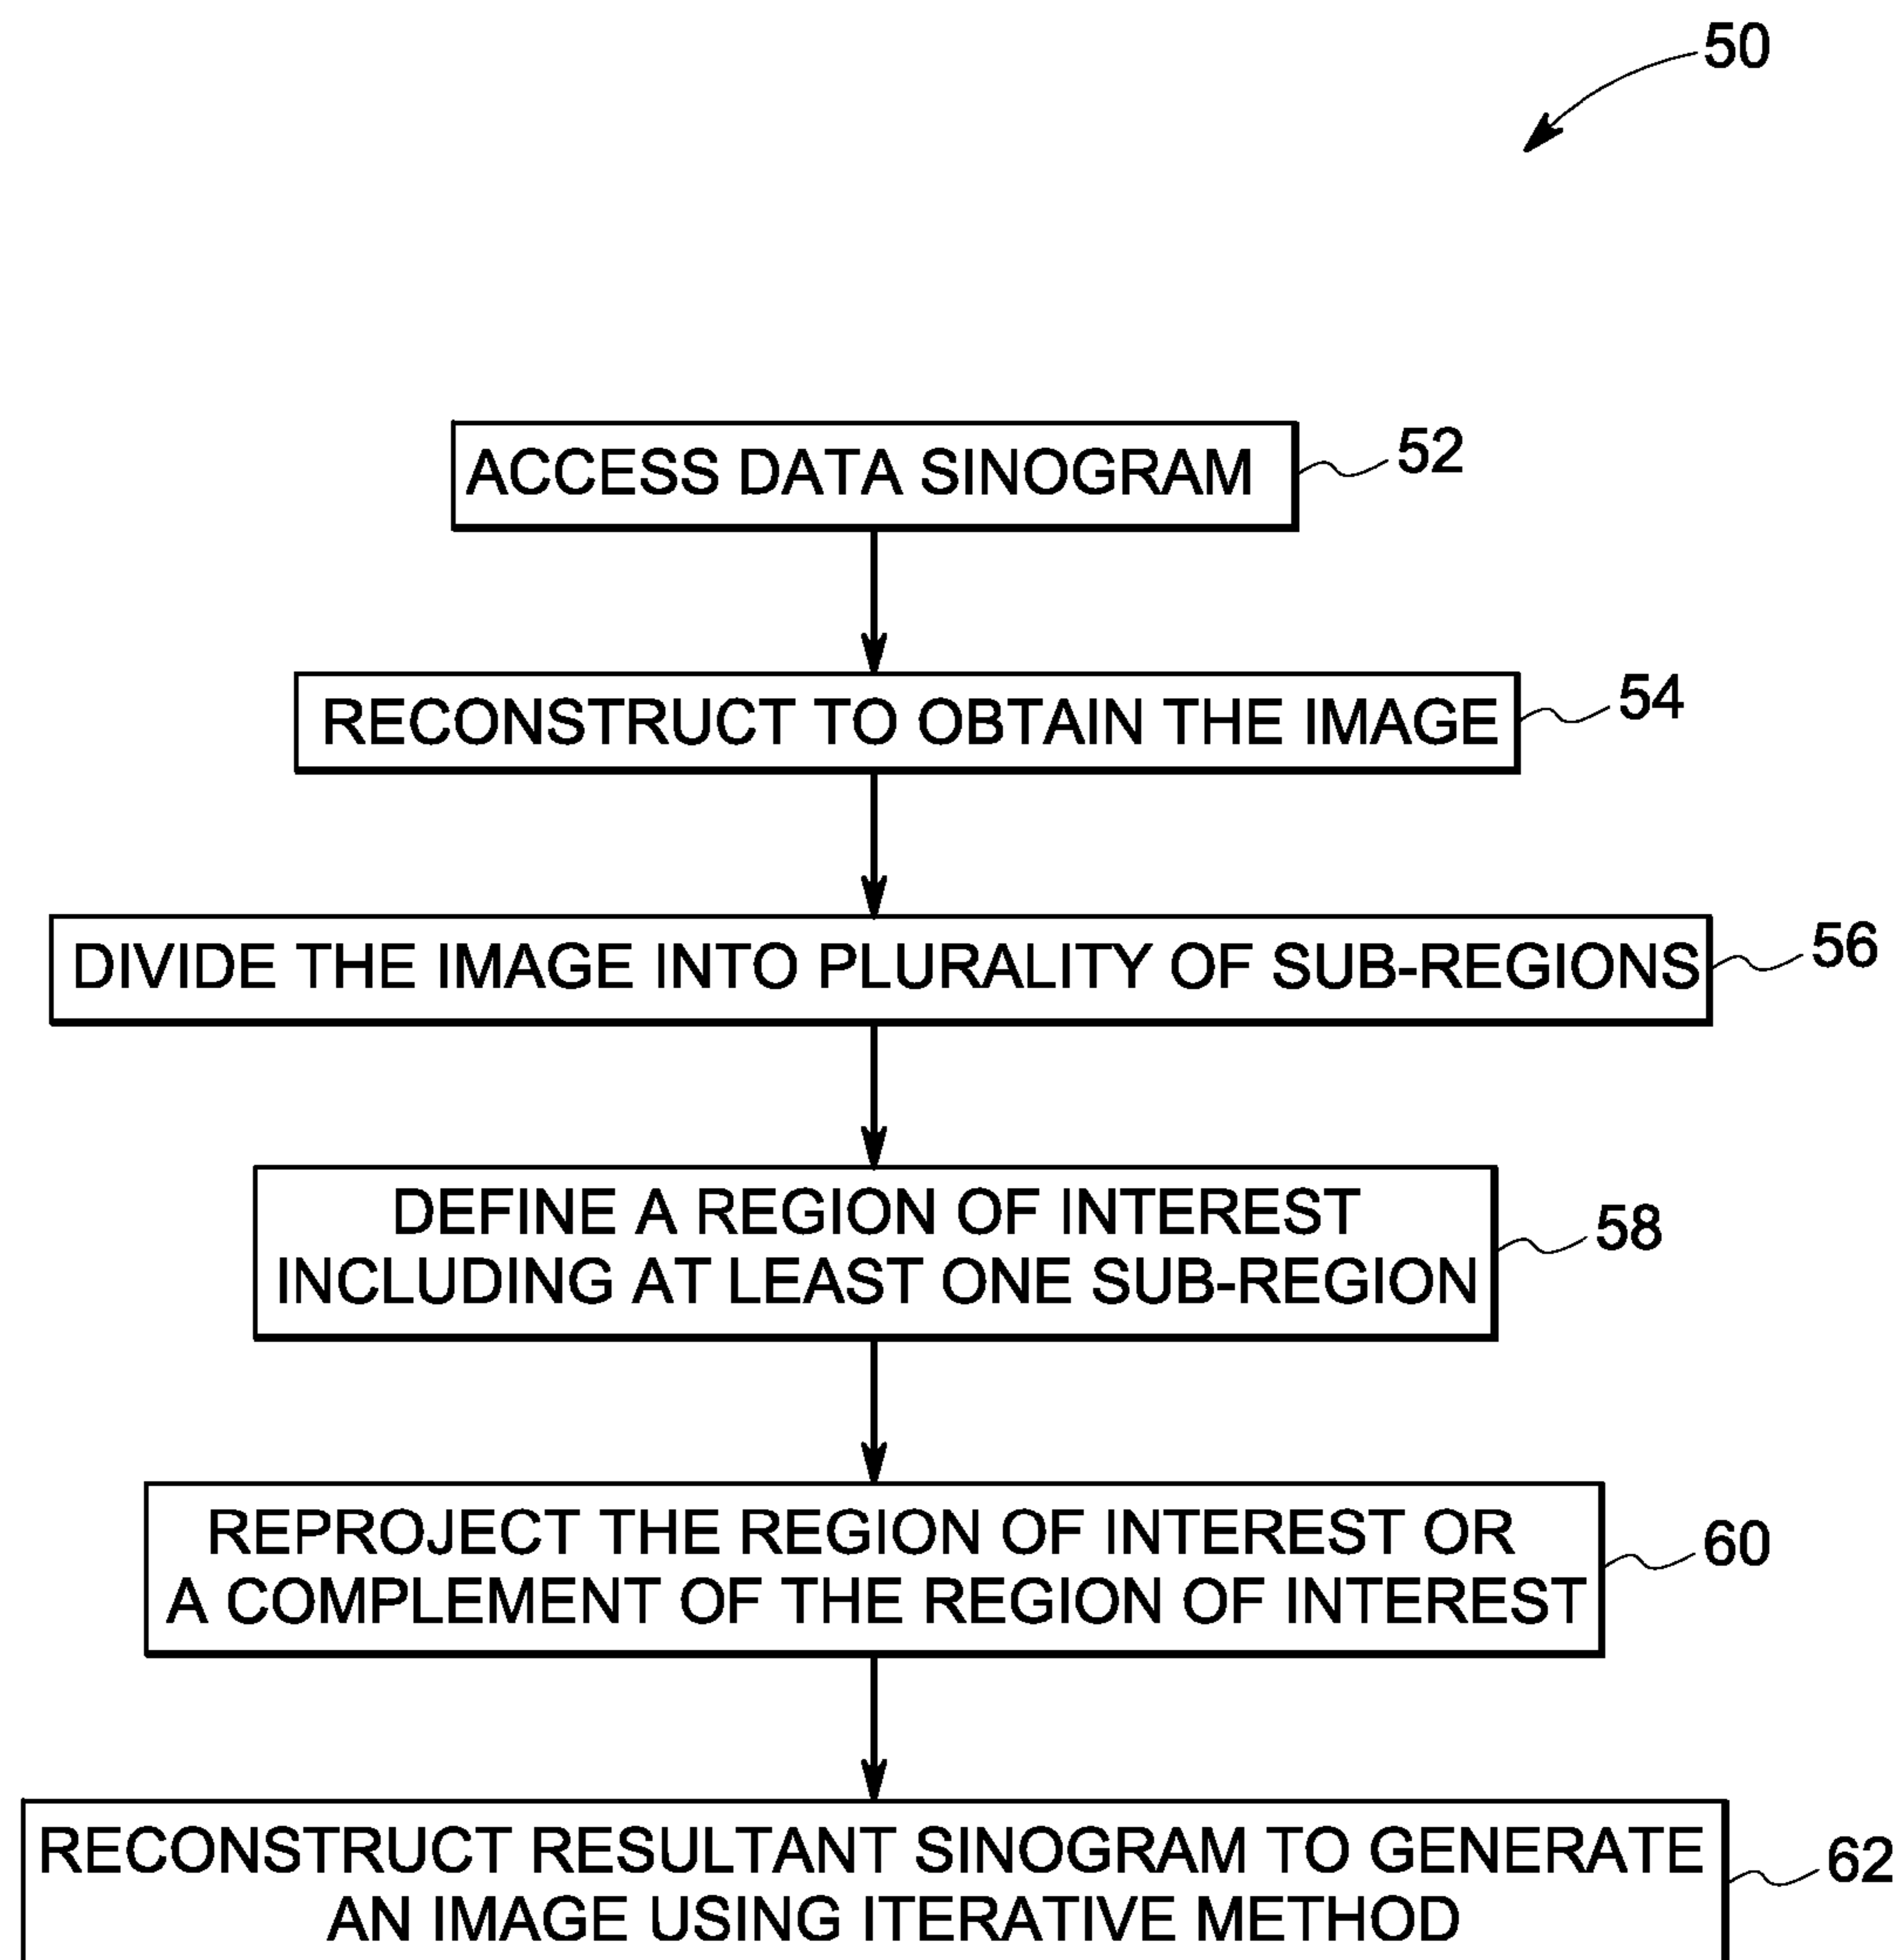 50
ACCESS DATA SINOGRAM
52
RECONSTRUCT TO OBTAIN THE IMAGE
54
DIVIDE THE IMAGE INTO PLURALITY OF SUB-REGIONS
56
DEFINE A REGION OF INTEREST
INCLUDING AT LEAST ONE SUB-REGION
58
REPROJECT THE REGION OF INTEREST OR
A COMPLEMENT OF THE REGION OF INTEREST
60
RECONSTRUCT RESULTANT SINOGRAM TO GENERATE
AN IMAGE USING ITERATIVE METHOD
62